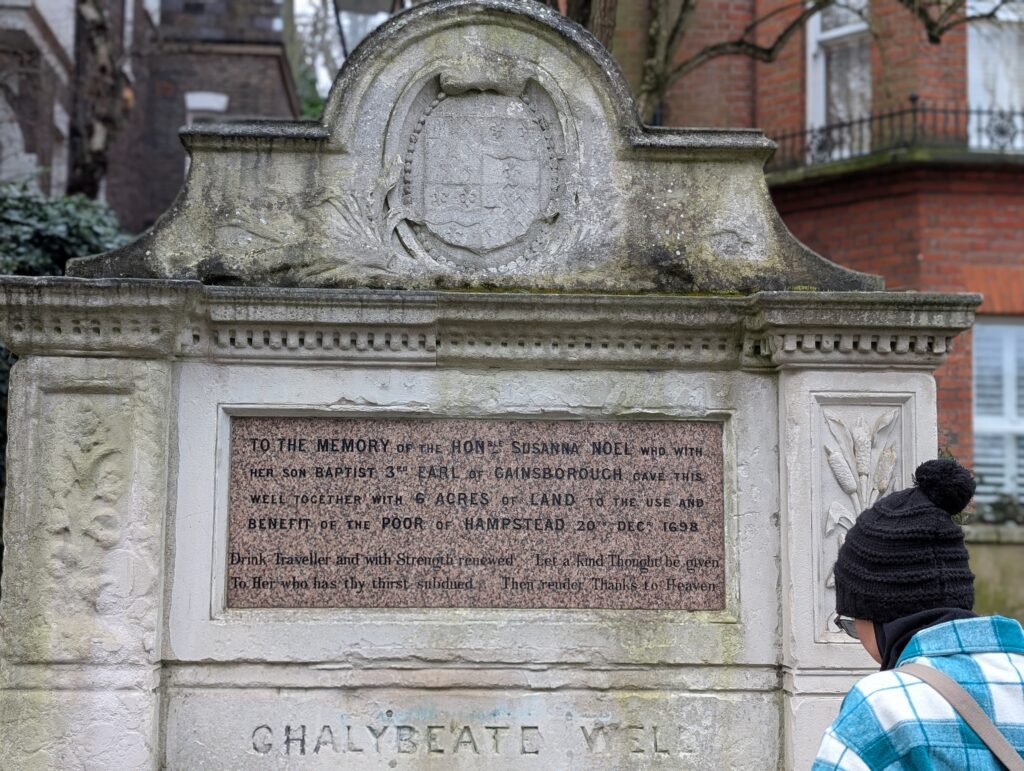 TO THE MEMORY OF THE HONBLE SUSANNA NOEL WHO WITH
HER SON BAPTIST 3RD EARL OF GAINSBOROUGH GAVE THIS
WELL TOGETHER WITH 6 ACRES OF LAND TO THE USE AND
BENEFIT OF THE POOR OF HAMPSTEAD 20TH DECR 1698
Drink Traveller and with Strength renewed Let a kind Thought be given
To Her who has thy thirst subdued Then render Thanks to Heaven
CHALYBEATE WELL